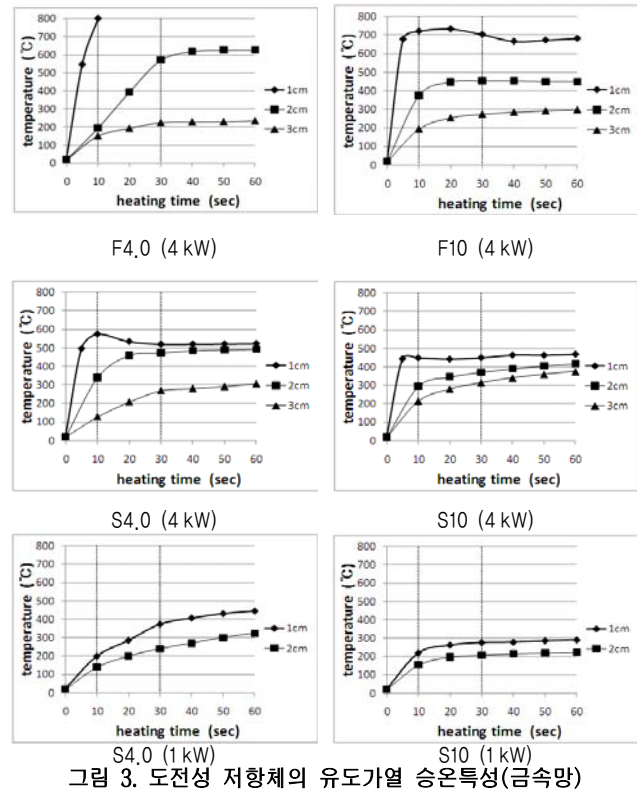 temperature (℃)
800
700
600
500
400
300
200
100
0
0 10 20 30 40 50 60
heating time (sec)
1cm
2cm
3cm
F4.0 (4 kW)
temperature (℃)
800
700
600
500
400
300
200
100
0
0 10 20 30 40 50 60
heating time (sec)
1cm
2cm
3cm
F10 (4 kW)
temperature (℃)
800
700
600
500
400
300
200
100
0
0 10 20 30 40 50 60
heating time (sec)
1cm
2cm
3cm
S4.0 (4 kW)
temperature (℃)
800
700
600
500
400
300
200
100
0
0 10 20 30 40 50 60
heating time (sec)
1cm
2cm
3cm
S10 (4 kW)
temperature (℃)
800
700
600
500
400
300
200
100
0
0 10 20 30 40 50 60
heating time (sec)
1cm
2cm
S4.0 (1 kW)
temperature (℃)
800
700
600
500
400
300
200
100
0
0 10 20 30 40 50 60
heating time (sec)
1cm
2cm
S10 (1 kW)
그림 3. 도전성 저항체의 유도가열 승온특성(금속망)